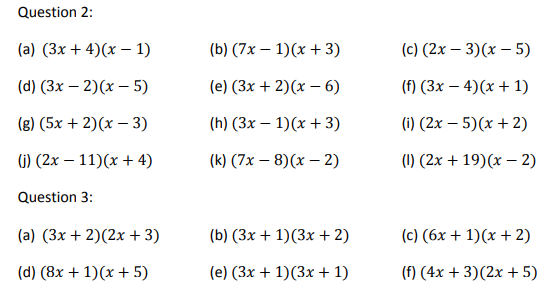 Question 2:
(a) (3x + 4)(x − 1) (b) (7x − 1)(x + 3) (c) (2x − 3)(x − 5)
(d) (3x − 2)(x − 5) (e) (3x + 2)(x − 6) (f) (3x − 4)(x + 1)
(g) (5x + 2)(x − 3) (h) (3x − 1)(x + 3) (i) (2x − 5)(x + 2)
(j) (2x − 11)(x + 4) (k) (7x − 8)(x − 2) (l) (2x + 19)(x − 2)
Question 3:
(a) (3x + 2)(2x + 3) (b) (3x + 1)(3x + 2) (c) (6x + 1)(x + 2)
(d) (8x + 1)(x + 5) (e) (3x + 1)(3x + 1) (f) (4x + 3)(2x + 5)